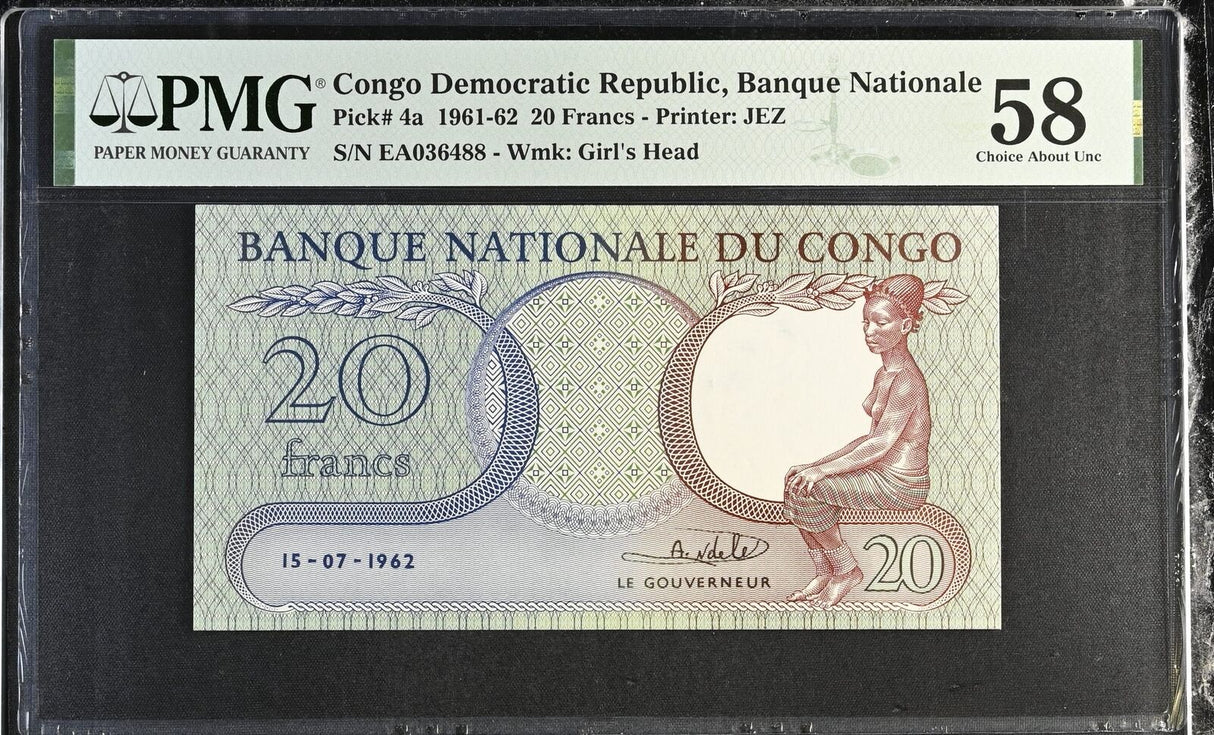 PMG®
PAPER MONEY GUARANTY
Congo Democratic Republic, Banque Nationale
Pick# 4a 1961-62 20 Francs - Printer: JEZ
S/N EA036488 - Wmk: Girl's Head
58
Choice About Unc
BANQUE NATIONALE DU CONGO
20
francs
15-07-1962
A. Ndele
LE GOUVERNEUR
20